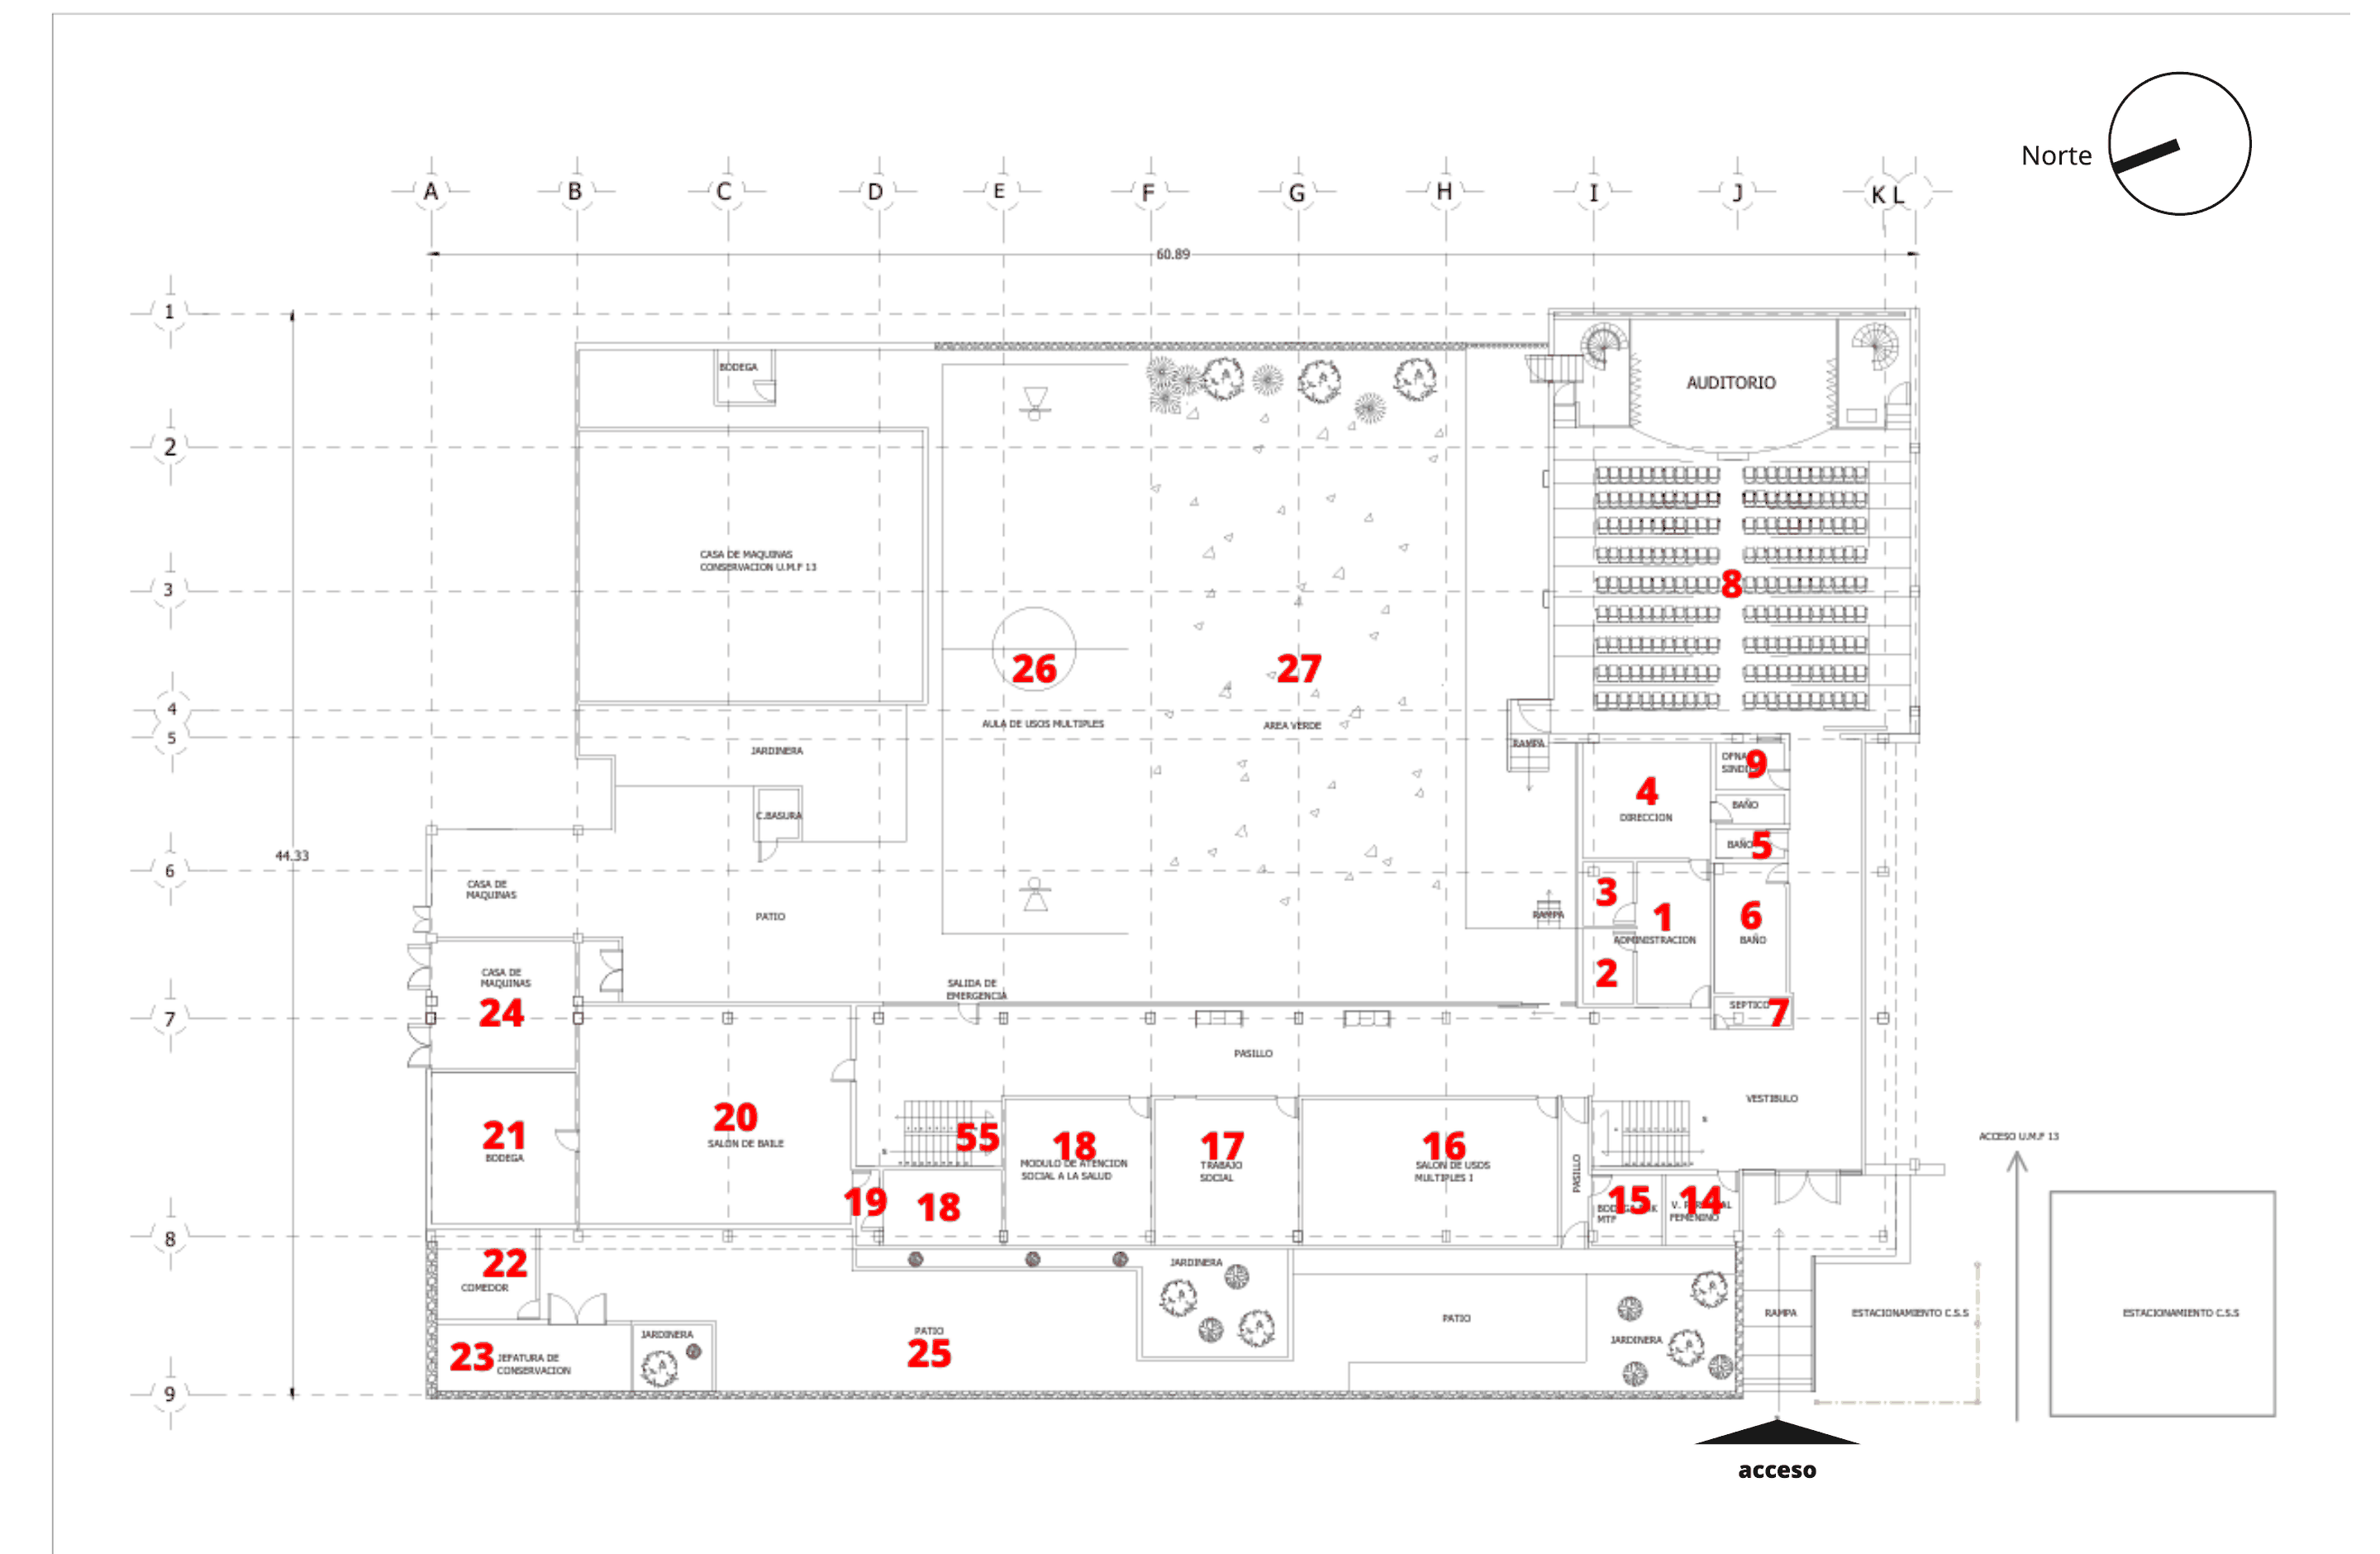 Norte
A B C D E F G H I J K L
60.89
1
2
3
4
5
6
7
8
9
44.33
BODEGA
AUDITORIO
CASA DE MAQUINAS
CONSERVACION U.M.F 13
8
26
27
AULA DE USOS MULTIPLES
AREA VERDE
JARDINERA
RAMPA
9
4
DIRECCION
BAÑO
C.BASURA
BAÑO
5
CASA DE
MAQUINAS
3
1
6
PATIO
RAMPA
ADMINISTRACION
BAÑO
CASA DE
MAQUINAS
24
SALIDA DE
EMERGENCIA
2
SEPTICO
7
PASILLO
VESTIBULO
20
SALON DE BAILE
21
BODEGA
55
18
MODULO DE ATENCION
SOCIAL A LA SALUD
17
TRABAJO
SOCIAL
16
SALON DE USOS
MULTIPLES 1
PASILLO
ACCESO U.M.F 13
19
18
15
MTF
14
FEMENINO
22
COMEDOR
JARDINERA
23
JEFATURA DE
CONSERVACION
JARDINERA
PATIO
25
PATIO
JARDINERA
RAMPA
ESTACIONAMIENTO C.S.S
ESTACIONAMIENTO C.S.S
acceso